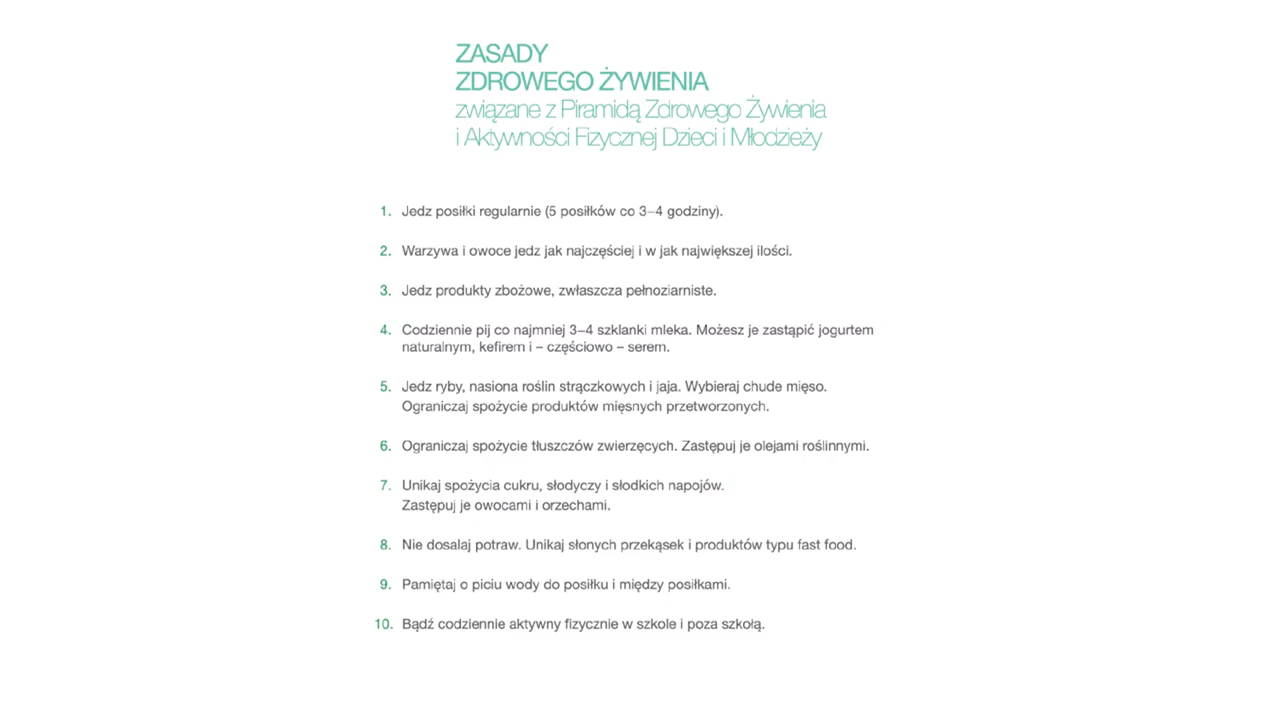 ZASADY
ZDROWEGO ŻYWIENIA
związane z Piramidą Zdrowego Żywienia
i Aktywności Fizycznej Dzieci i Młodzieży
1. Jedz posiłki regularnie (5 posiłków co 3–4 godziny).
2. Warzywa i owoce jedz jak najczęściej i w jak największej ilości.
3. Jedz produkty zbożowe, zwłaszcza pełnoziarniste.
4. Codziennie pij co najmniej 3–4 szklanki mleka. Możesz je zastąpić jogurtem
naturalnym, kefirem i – częściowo – serem.
5. Jedz ryby, nasiona roślin strączkowych i jaja. Wybieraj chude mięso.
Ograniczaj spożycie produktów mięsnych przetworzonych.
6. Ograniczaj spożycie tłuszczów zwierzęcych. Zastępuj je olejami roślinnymi.
7. Unikaj spożycia cukru, słodyczy i słodkich napojów.
Zastępuj je owocami i orzechami.
8. Nie dosalaj potraw. Unikaj słonych przekąsek i produktów typu fast food.
9. Pamiętaj o piciu wody do posiłku i między posiłkami.
10. Bądź codziennie aktywny fizycznie w szkole i poza szkołą.